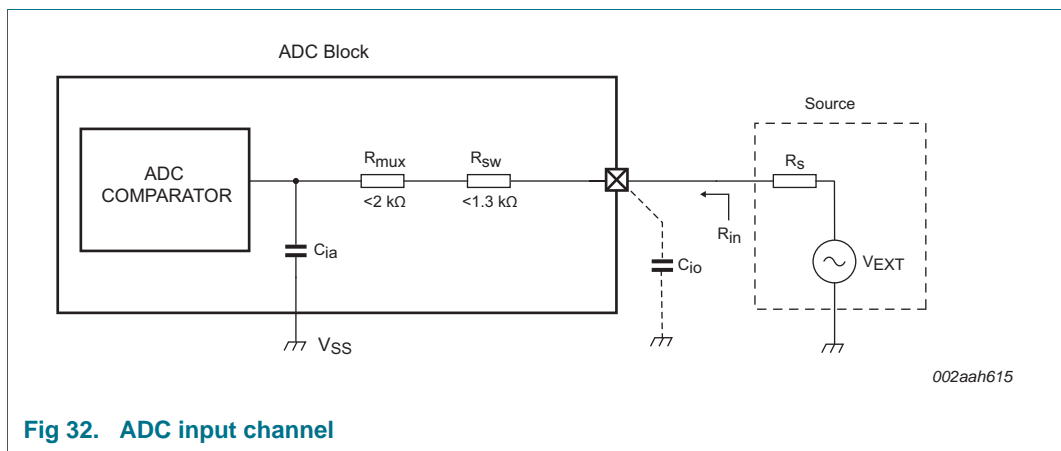 ADC Block
Source
ADC
COMPARATOR
Rmux
<2 kΩ
Rsw
<1.3 kΩ
Rs
Rin
Cia
Cio
VEXT
VSS
002aah615
Fig 32. ADC input channel